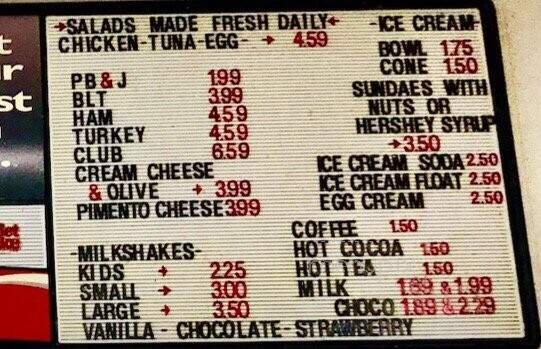 →SALADS MADE FRESH DAILY←
CHICKEN-TUNA-EGG- → 4.59
PB&J 1.99
BLT 3.99
HAM 4.59
TURKEY 4.59
CLUB 6.59
CREAM CHEESE
& OLIVE → 3.99
PIMENTO CHEESE 3.99
-MILKSHAKES-
KIDS → 2.25
SMALL → 3.00
LARGE → 3.50
VANILLA - CHOCOLATE - STRAWBERRY
-ICE CREAM-
BOWL 1.75
CONE 1.50
SUNDAES WITH
NUTS OR
HERSHEY SYRUP
→3.50
ICE CREAM SODA 2.50
ICE CREAM FLOAT 2.50
EGG CREAM 2.50
COFFEE 1.50
HOT COCOA 1.50
HOT TEA 1.50
MILK 1.69 & 1.99
CHOCO 1.89 & 2.29
t
ur
st